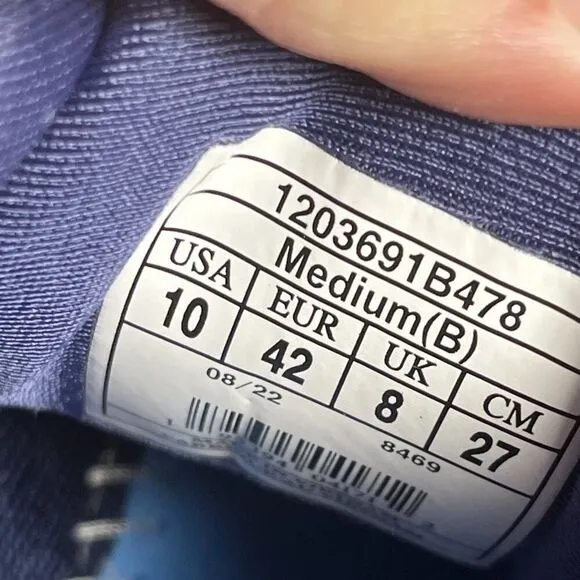 1203691B478
Medium(B)
USA EUR UK CM
10 42 8 27
08/22 8469